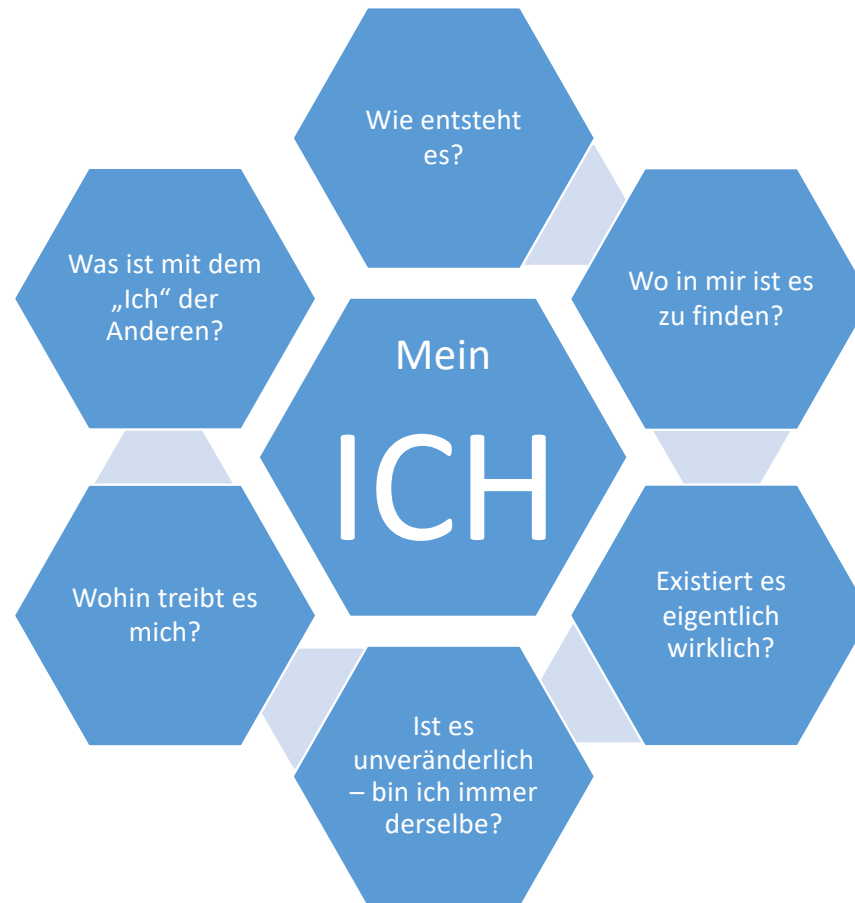 Wie entsteht
es?
Wo in mir ist es
zu finden?
Existiert es
eigentlich
wirklich?
Ist es
unveränderlich
– bin ich immer
derselbe?
Wohin treibt es
mich?
Was ist mit dem
„Ich“ der
Anderen?
Mein
ICH